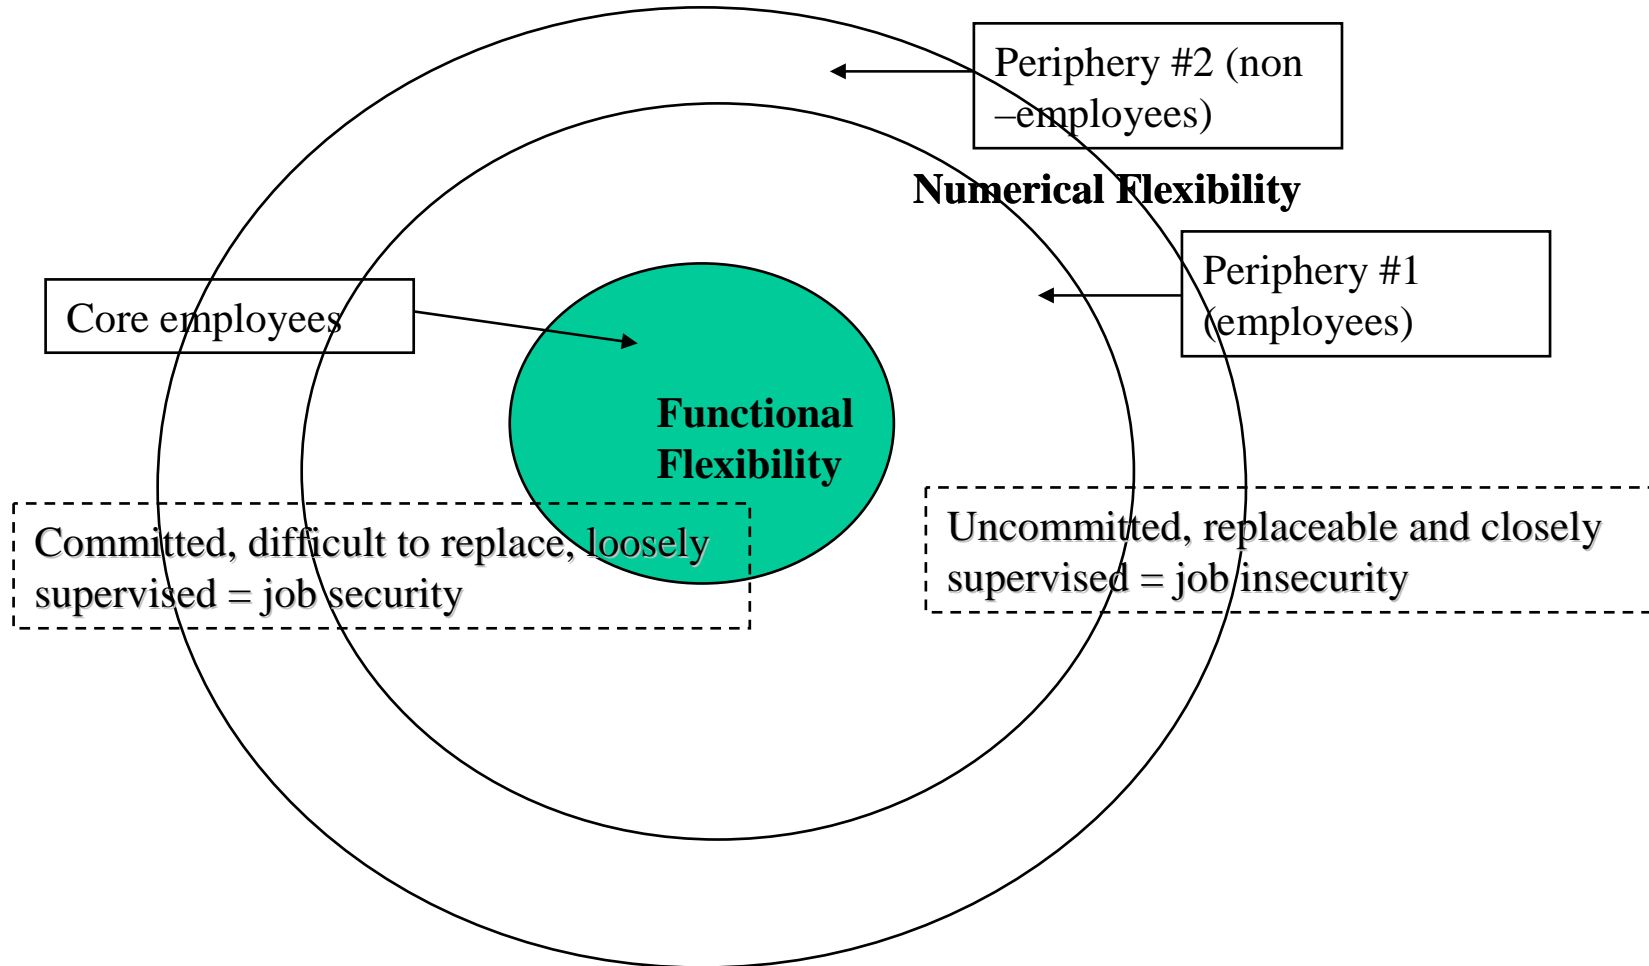 Periphery #2 (non
–employees)
Numerical Flexibility
Periphery #1
(employees)
Core employees
Functional
Flexibility
Committed, difficult to replace, loosely
supervised = job security
Uncommitted, replaceable and closely
supervised = job insecurity